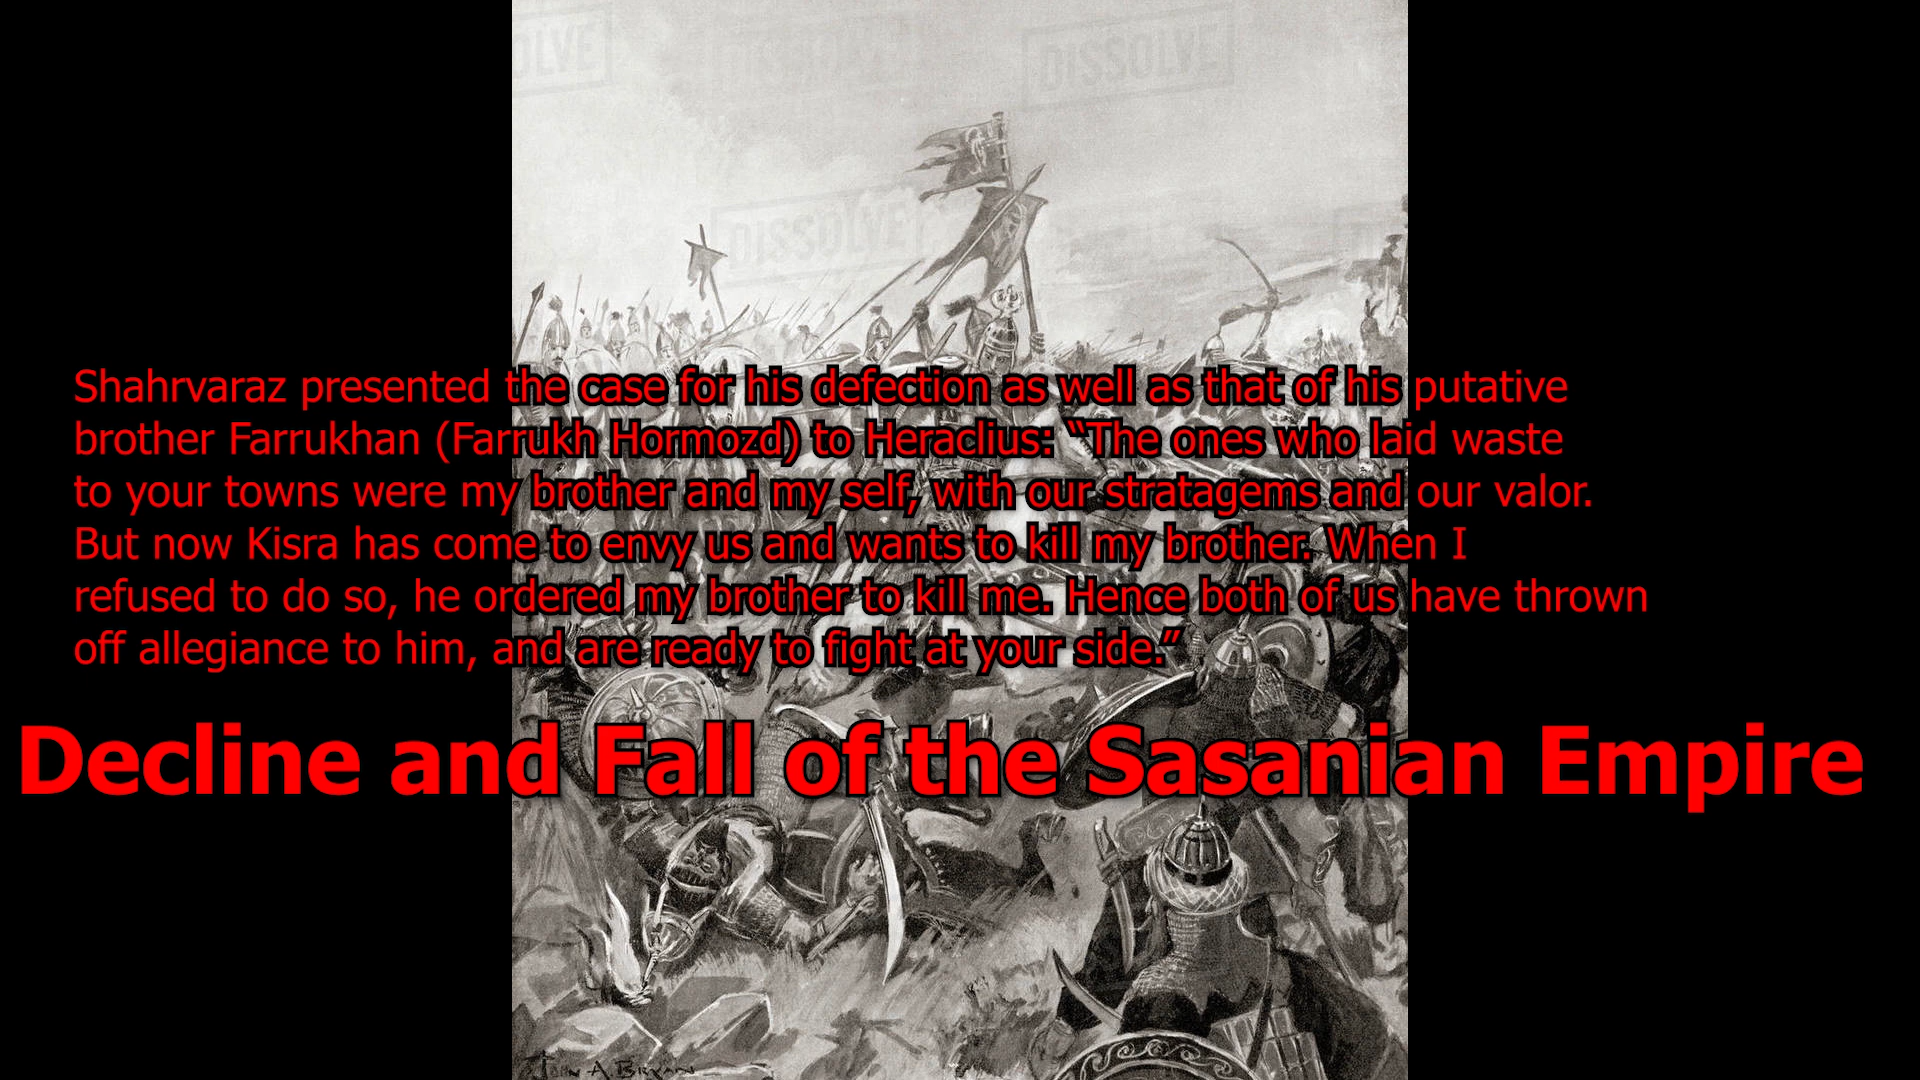 DISSOLVE
DISSOLVE
Shahrvaraz presented the case for his defection as well as that of his putative
brother Farrukhan (Farrukh Hormozd) to Heraclius: “The ones who laid waste
to your towns were my brother and my self, with our stratagems and our valor.
But now Kisra has come to envy us and wants to kill my brother. When I
refused to do so, he ordered my brother to kill me. Hence both of us have thrown
off allegiance to him, and are ready to fight at your side.”
Decline and Fall of the Sasanian Empire